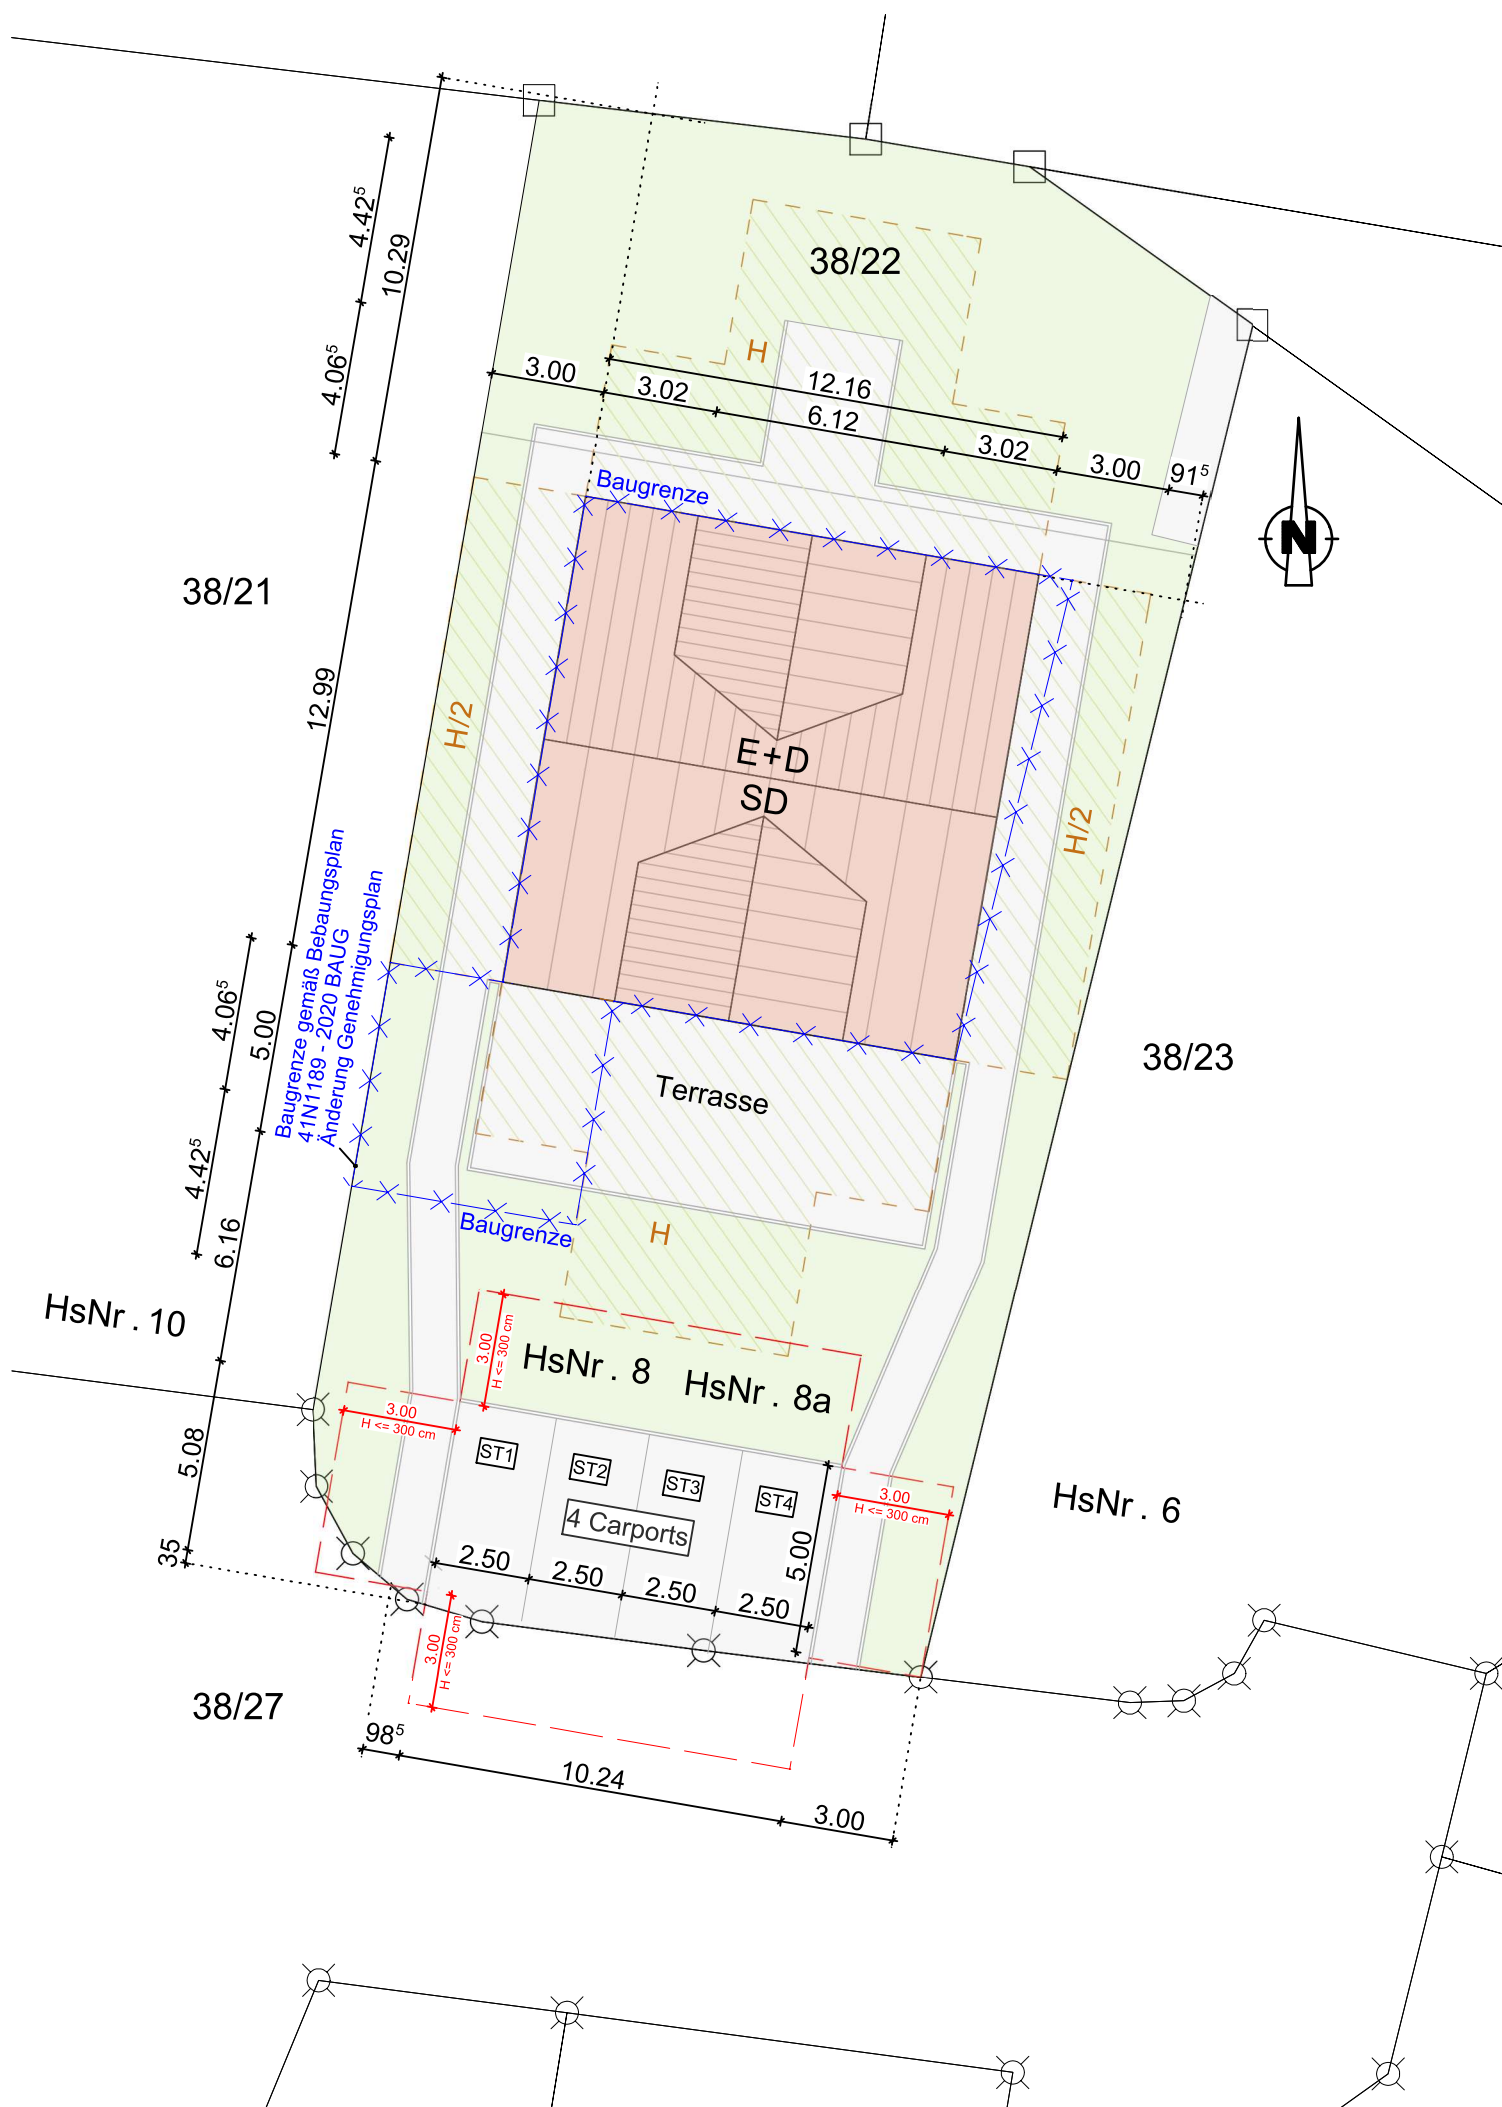 4.42⁵
10.29
38/22
4.06⁵
H
3.00
3.02
12.16
6.12
3.02
3.00
91⁵
Baugrenze
N
38/21
12.99
H/2
E+D
SD
H/2
Baugrenze gemäß Bebaungsplan
41N1189 - 2020 BAUG
Änderung Genehmigungsplan
4.06⁵
5.00
38/23
Terrasse
4.42⁵
6.16
Baugrenze
H
HsNr . 10
3.00
H <= 300 cm
HsNr . 8
HsNr . 8a
3.00
H <= 300 cm
5.08
ST1
ST2
ST3
ST4
4 Carports
3.00
H <= 300 cm
HsNr . 6
35
2.50
2.50
2.50
2.50
5.00
3.00
H <= 300 cm
38/27
98⁵
10.24
3.00